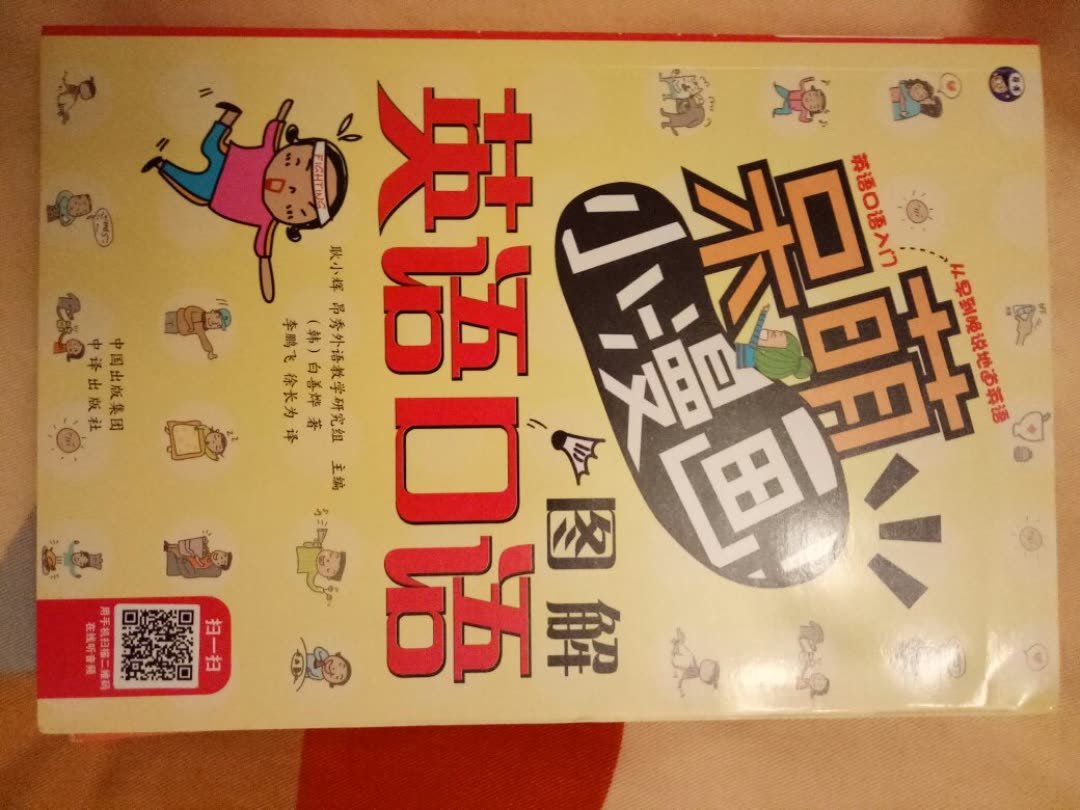 英语口语入门
从早到晚说地道英语
呆萌
小漫画
图解
英语口语
FIGHTING
耿小辉 昂秀外语教学研究组 主编
（韩）白善烨 著
李鹏飞 徐长为 译
中国出版集团
中译出版社
扫一扫
用手机扫描二维码
在线听音频